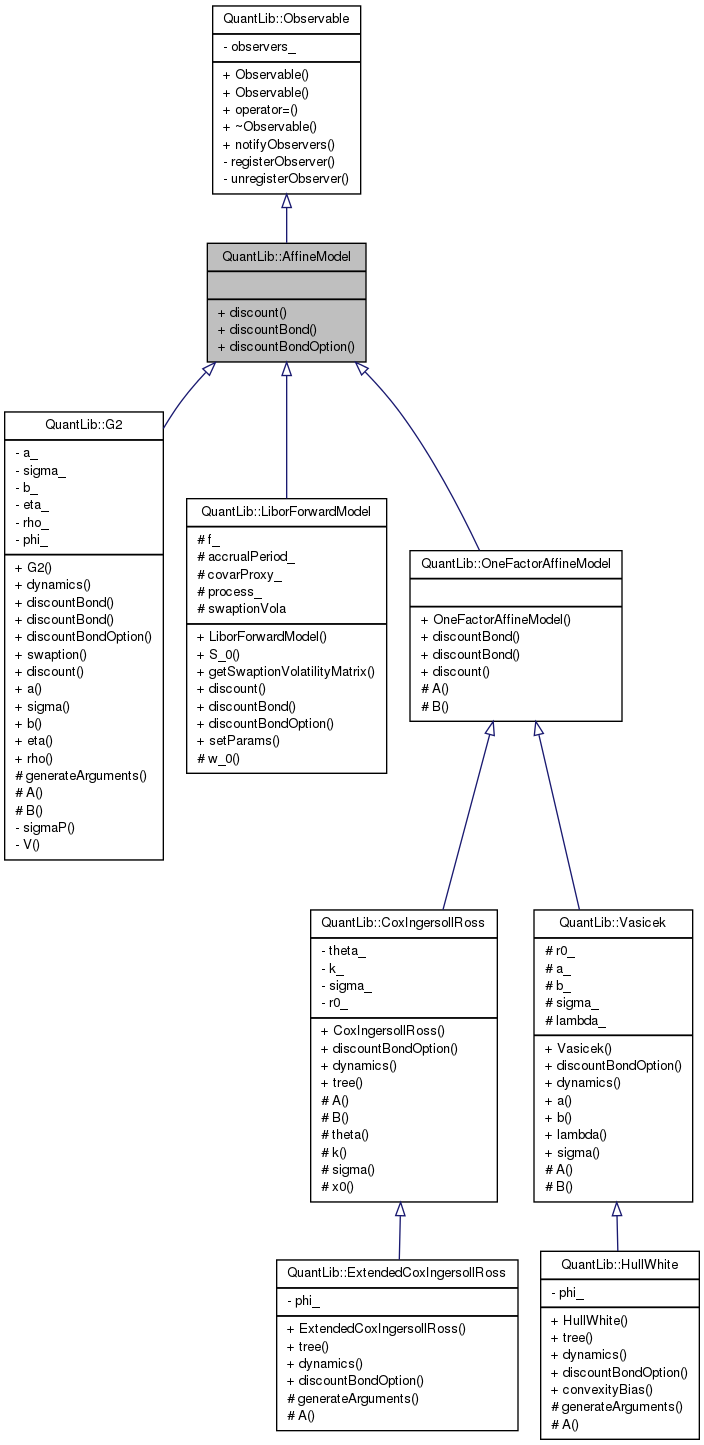 QuantLib::Observable
- observers_
+ Observable()
+ Observable()
+ operator=()
+ ~Observable()
+ notifyObservers()
- registerObserver()
- unregisterObserver()
QuantLib::AffineModel
+ discount()
+ discountBond()
+ discountBondOption()
QuantLib::G2
- a_
- sigma_
- b_
- eta_
- rho_
- phi_
+ G2()
+ dynamics()
+ discountBond()
+ discountBond()
+ discountBondOption()
+ swaption()
+ discount()
+ a()
+ sigma()
+ b()
+ eta()
+ rho()
# generateArguments()
# A()
# B()
- sigmaP()
- V()
QuantLib::LiborForwardModel
# f_
# accrualPeriod_
# covarProxy_
# process_
# swaptionVola
+ LiborForwardModel()
+ S_0()
+ getSwaptionVolatilityMatrix()
+ discount()
+ discountBond()
+ discountBondOption()
+ setParams()
# w_0()
QuantLib::OneFactorAffineModel
+ OneFactorAffineModel()
+ discountBond()
+ discountBond()
+ discount()
# A()
# B()
QuantLib::CoxIngersollRoss
- theta_
- k_
- sigma_
- r0_
+ CoxIngersollRoss()
+ discountBondOption()
+ dynamics()
+ tree()
# A()
# B()
# theta()
# k()
# sigma()
# x0()
QuantLib::Vasicek
# r0_
# a_
# b_
# sigma_
# lambda_
+ Vasicek()
+ discountBondOption()
+ dynamics()
+ a()
+ b()
+ lambda()
+ sigma()
# A()
# B()
QuantLib::ExtendedCoxIngersollRoss
- phi_
+ ExtendedCoxIngersollRoss()
+ tree()
+ dynamics()
+ discountBondOption()
# generateArguments()
# A()
QuantLib::HullWhite
- phi_
+ HullWhite()
+ tree()
+ dynamics()
+ discountBondOption()
+ convexityBias()
# generateArguments()
# A()